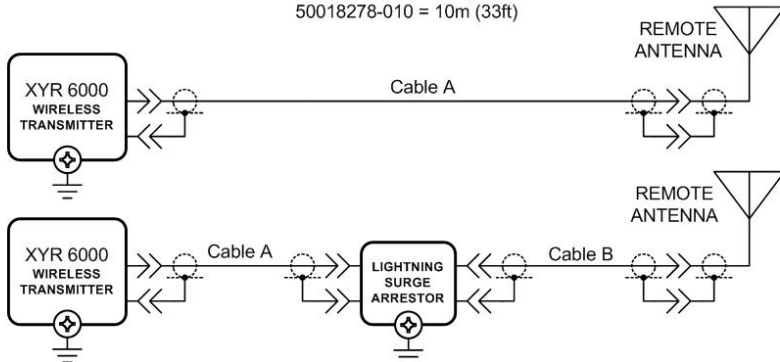 50018278-010 = 10m (33ft)
REMOTE
ANTENNA
XYR 6000
WIRELESS
TRANSMITTER
Cable A
REMOTE
ANTENNA
XYR 6000
WIRELESS
TRANSMITTER
Cable A
LIGHTNING
SURGE
ARRESTOR
Cable B